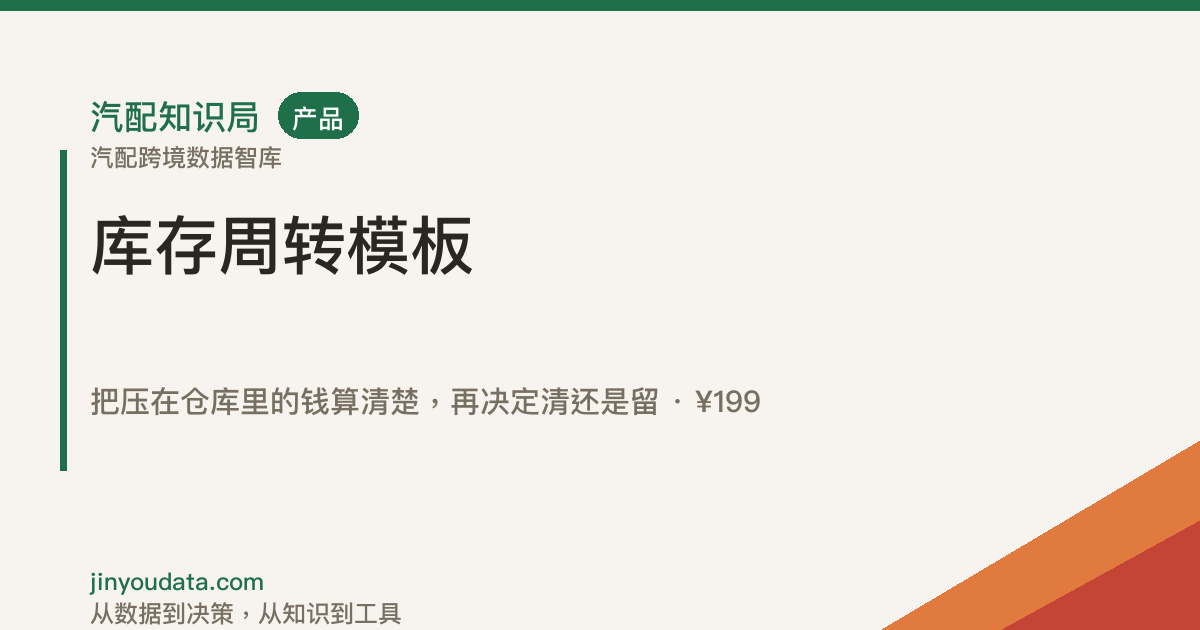 汽配知识局 产品
汽配跨境数据智库
库存周转模板
把压在仓库里的钱算清楚，再决定清还是留 · ¥199
jinyoudata.com
从数据到决策，从知识到工具